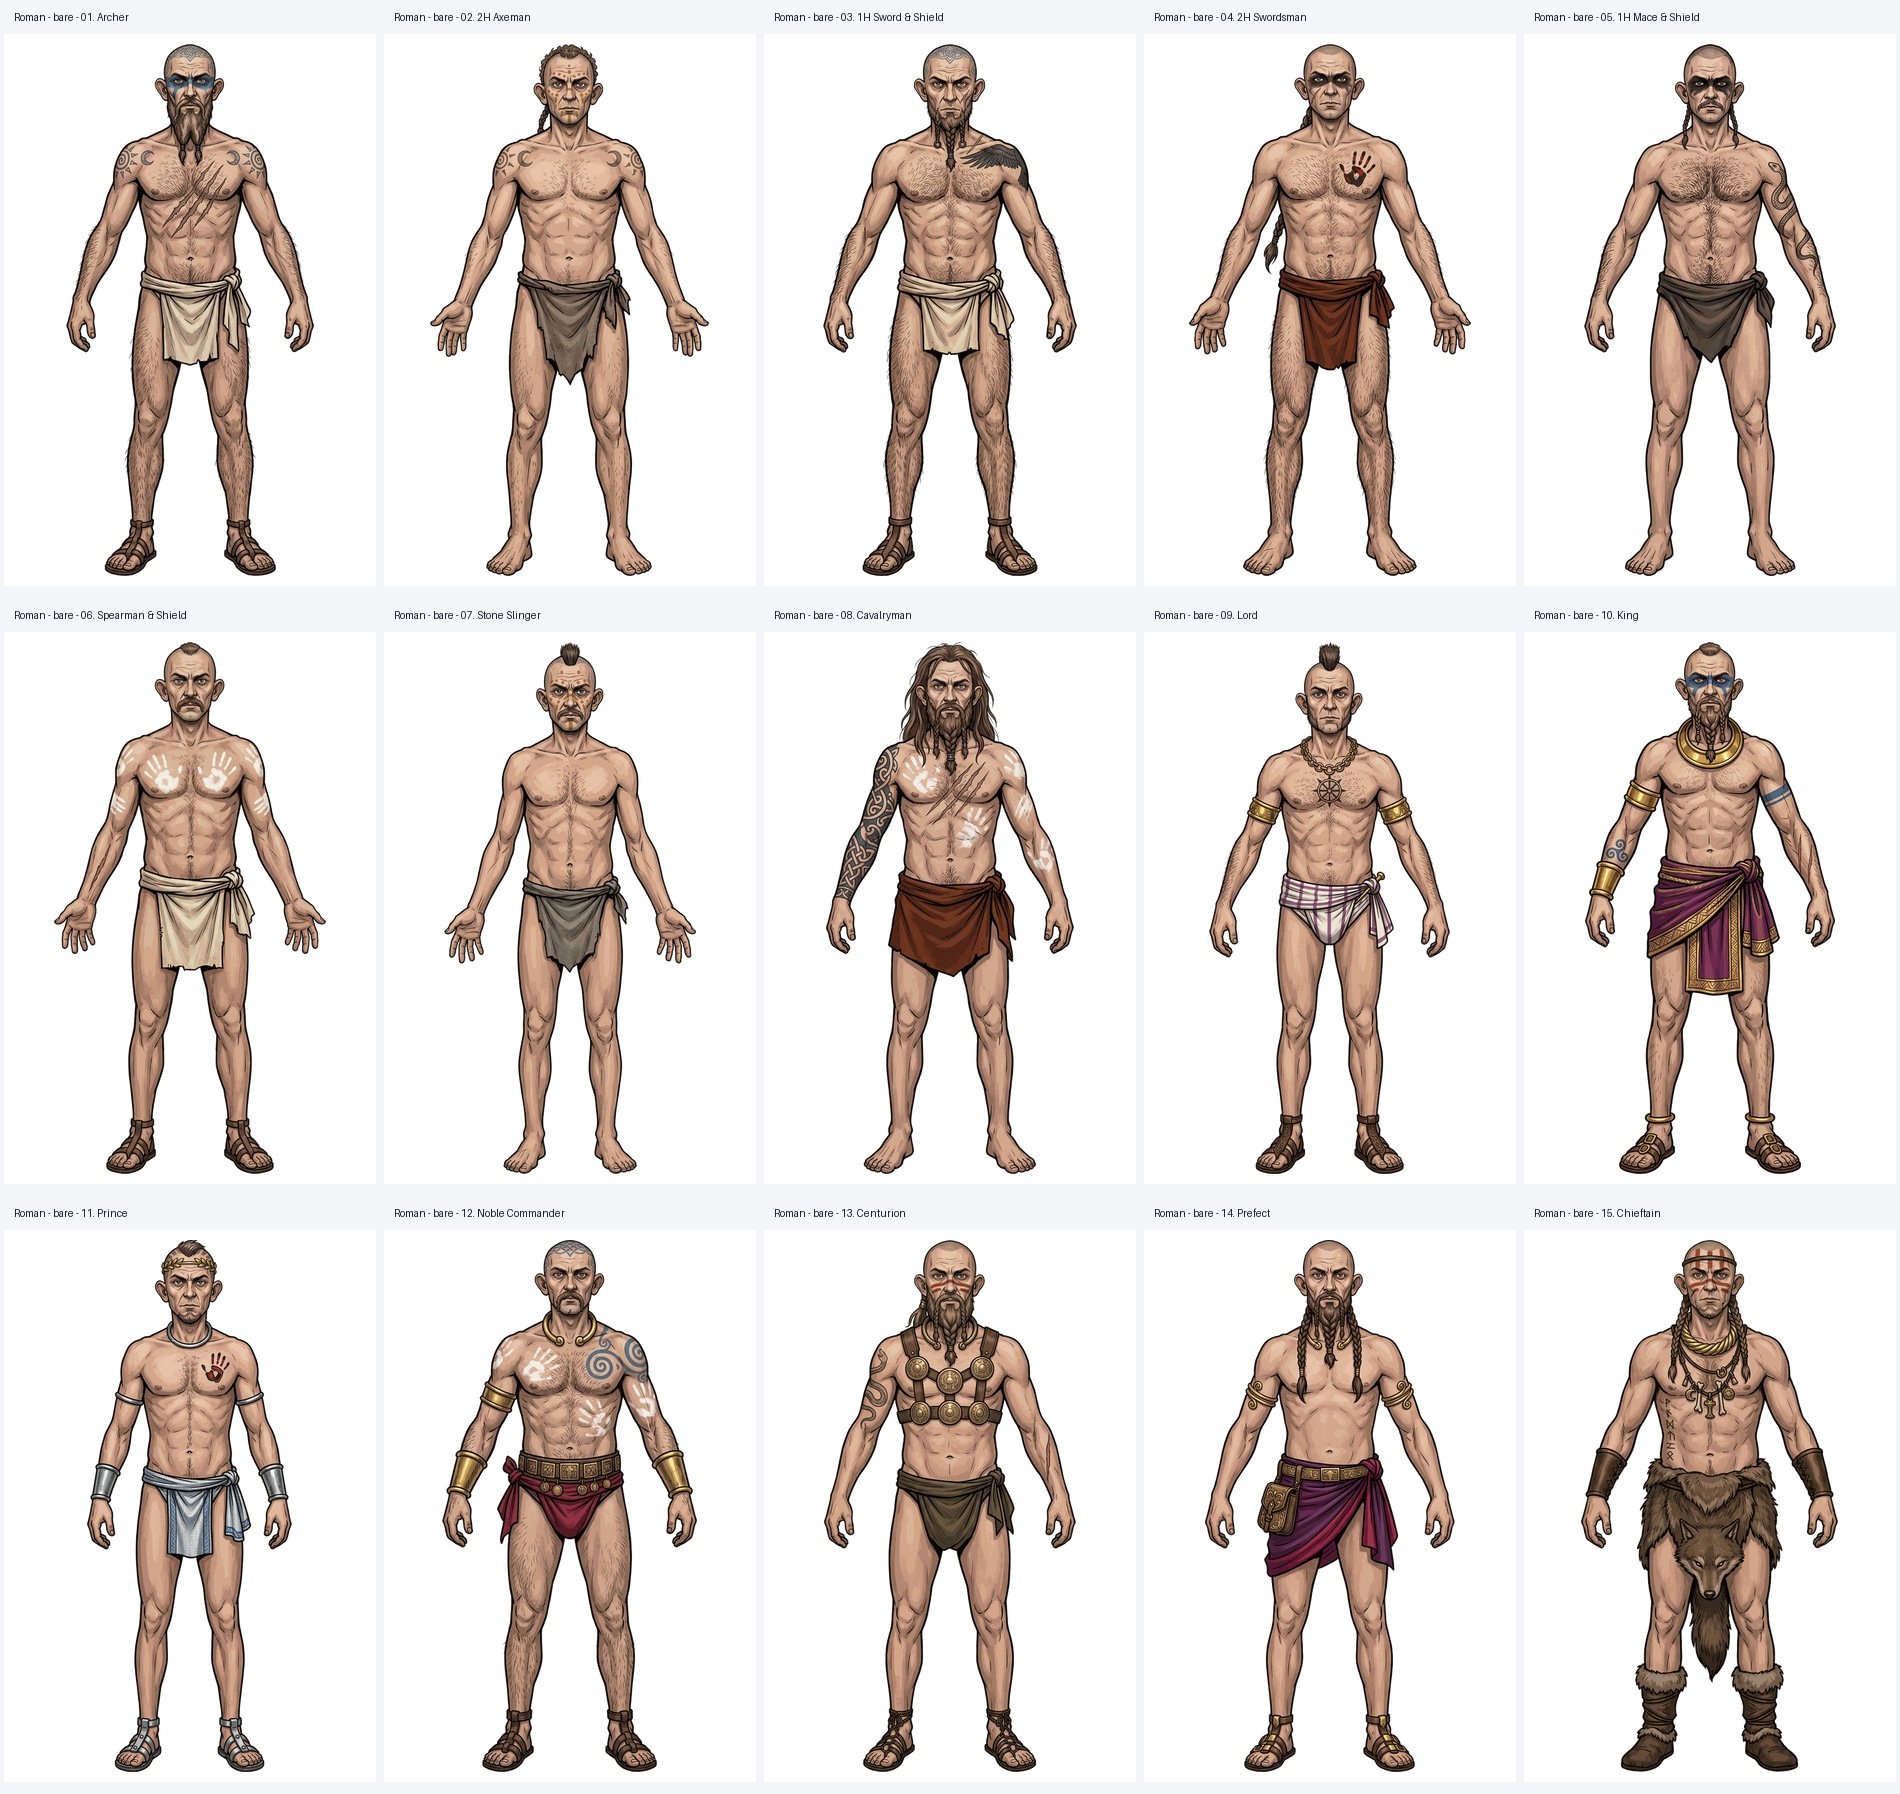 Roman - bare - 01. Archer
Roman - bare - 02. 2H Axeman
Roman - bare - 03. 1H Sword & Shield
Roman - bare - 04. 2H Swordsman
Roman - bare - 05. 1H Mace & Shield
Roman - bare - 06. Spearman & Shield
Roman - bare - 07. Stone Slinger
Roman - bare - 08. Cavalryman
Roman - bare - 09. Lord
Roman - bare - 10. King
Roman - bare - 11. Prince
Roman - bare - 12. Noble Commander
Roman - bare - 13. Centurion
Roman - bare - 14. Prefect
Roman - bare - 15. Chieftain